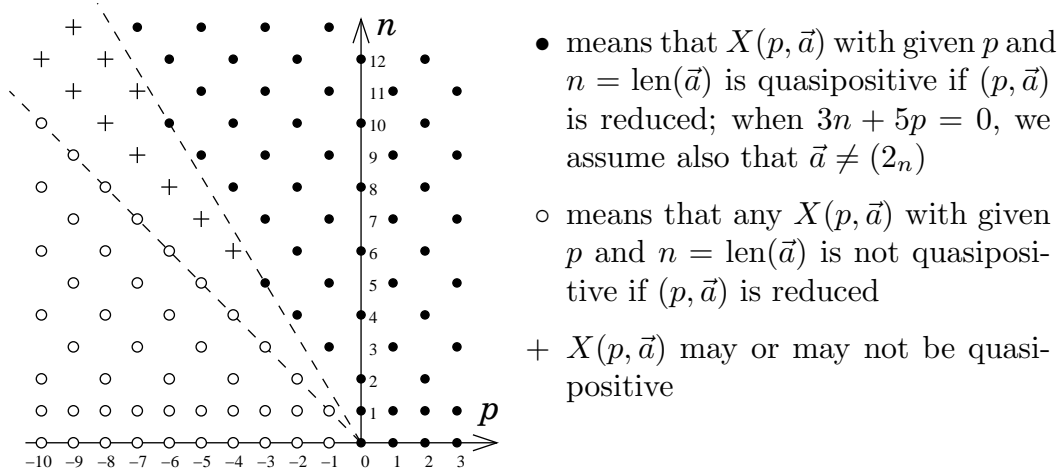 n
12
11
10
9
8
7
6
5
4
3
2
1
p
–10 –9 –8 –7 –6 –5 –4 –3 –2 –1 0 1 2 3
• means that X(p, a⃗) with given p and
n = len(a⃗) is quasipositive if (p, a⃗)
is reduced; when 3n + 5p = 0, we
assume also that a⃗ ≠ (2ₙ)
○ means that any X(p, a⃗) with given
p and n = len(a⃗) is not quasiposi-
tive if (p, a⃗) is reduced
+ X(p, a⃗) may or may not be quasi-
positive